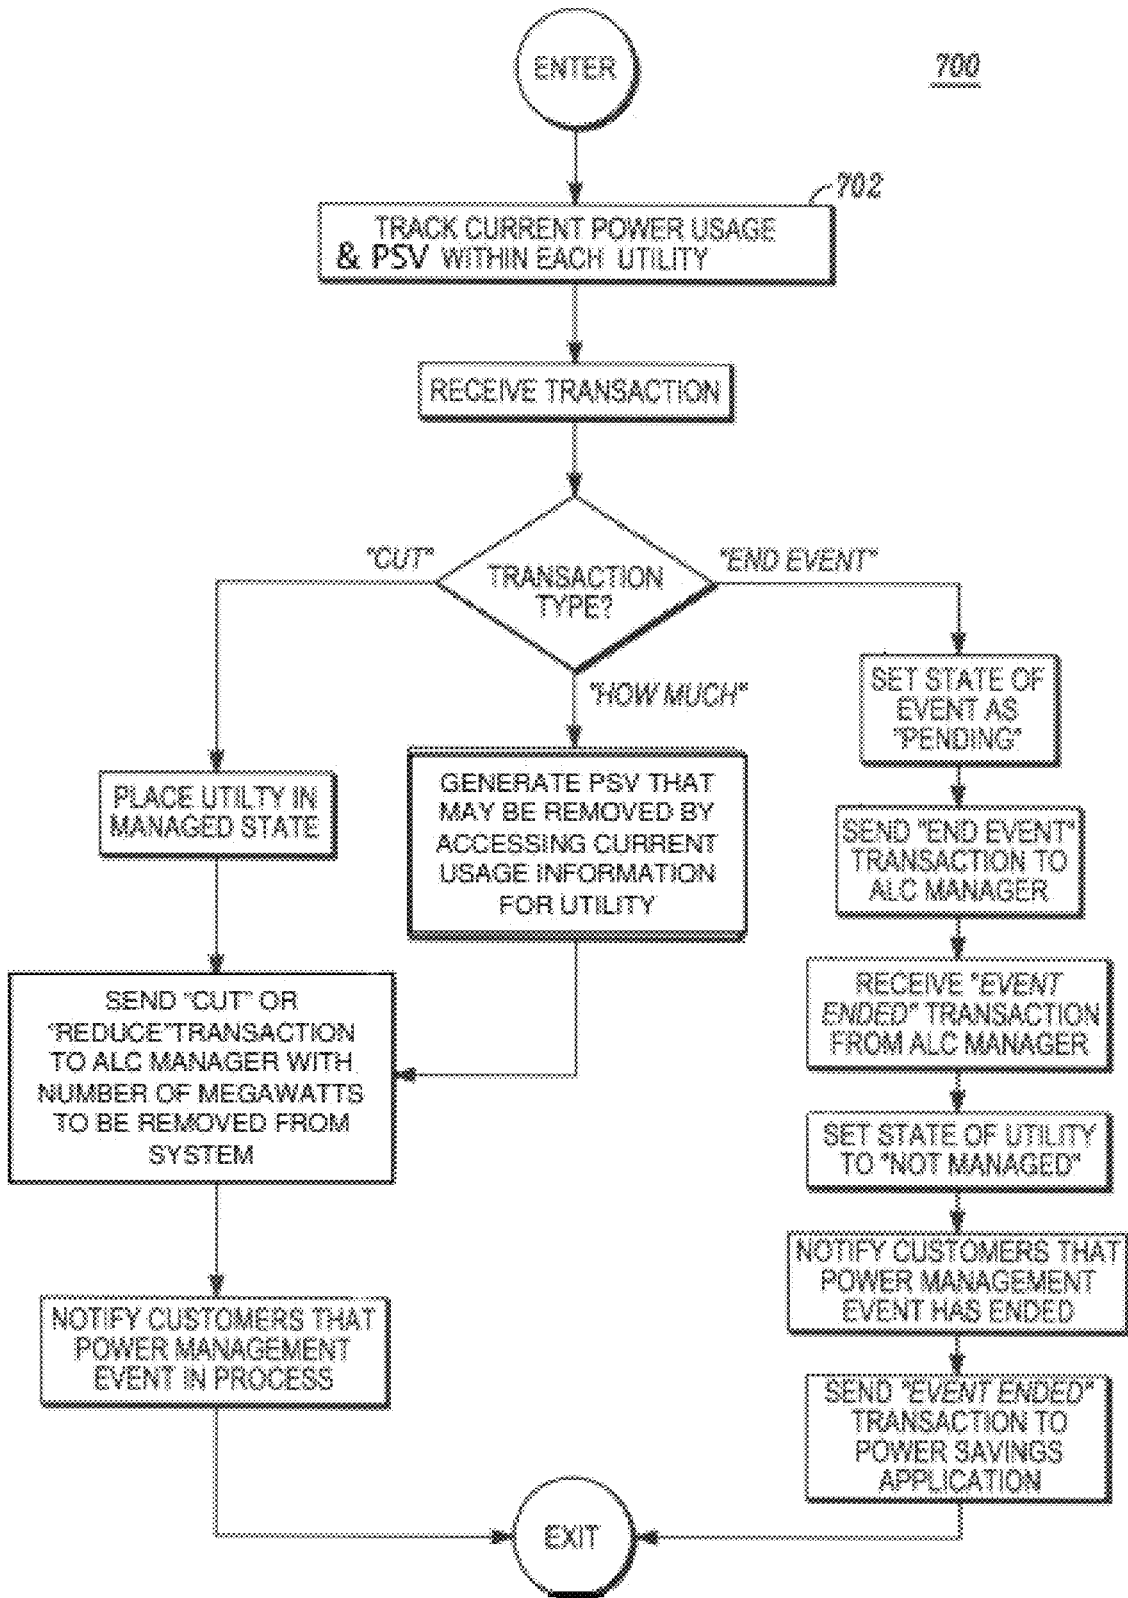 ENTER
700
702
TRACK CURRENT POWER USAGE
& PSV WITHIN EACH UTILITY
RECEIVE TRANSACTION
"CUT"
TRANSACTION
TYPE?
"END EVENT"
"HOW MUCH"
PLACE UTILTY IN
MANAGED STATE
GENERATE PSV THAT
MAY BE REMOVED BY
ACCESSING CURRENT
USAGE INFORMATION
FOR UTILITY
SEND "CUT" OR
"REDUCE"TRANSACTION
TO ALC MANAGER WITH
NUMBER OF MEGAWATTS
TO BE REMOVED FROM
SYSTEM
NOTIFY CUSTOMERS THAT
POWER MANAGEMENT
EVENT IN PROCESS
SET STATE OF
EVENT AS
"PENDING"
SEND "END EVENT"
TRANSACTION TO
ALC MANAGER
RECEIVE "EVENT
ENDED" TRANSACTION
FROM ALC MANAGER
SET STATE OF UTILITY
TO "NOT MANAGED"
NOTIFY CUSTOMERS THAT
POWER MANAGEMENT
EVENT HAS ENDED
SEND "EVENT ENDED"
TRANSACTION TO
POWER SAVINGS
APPLICATION
EXIT